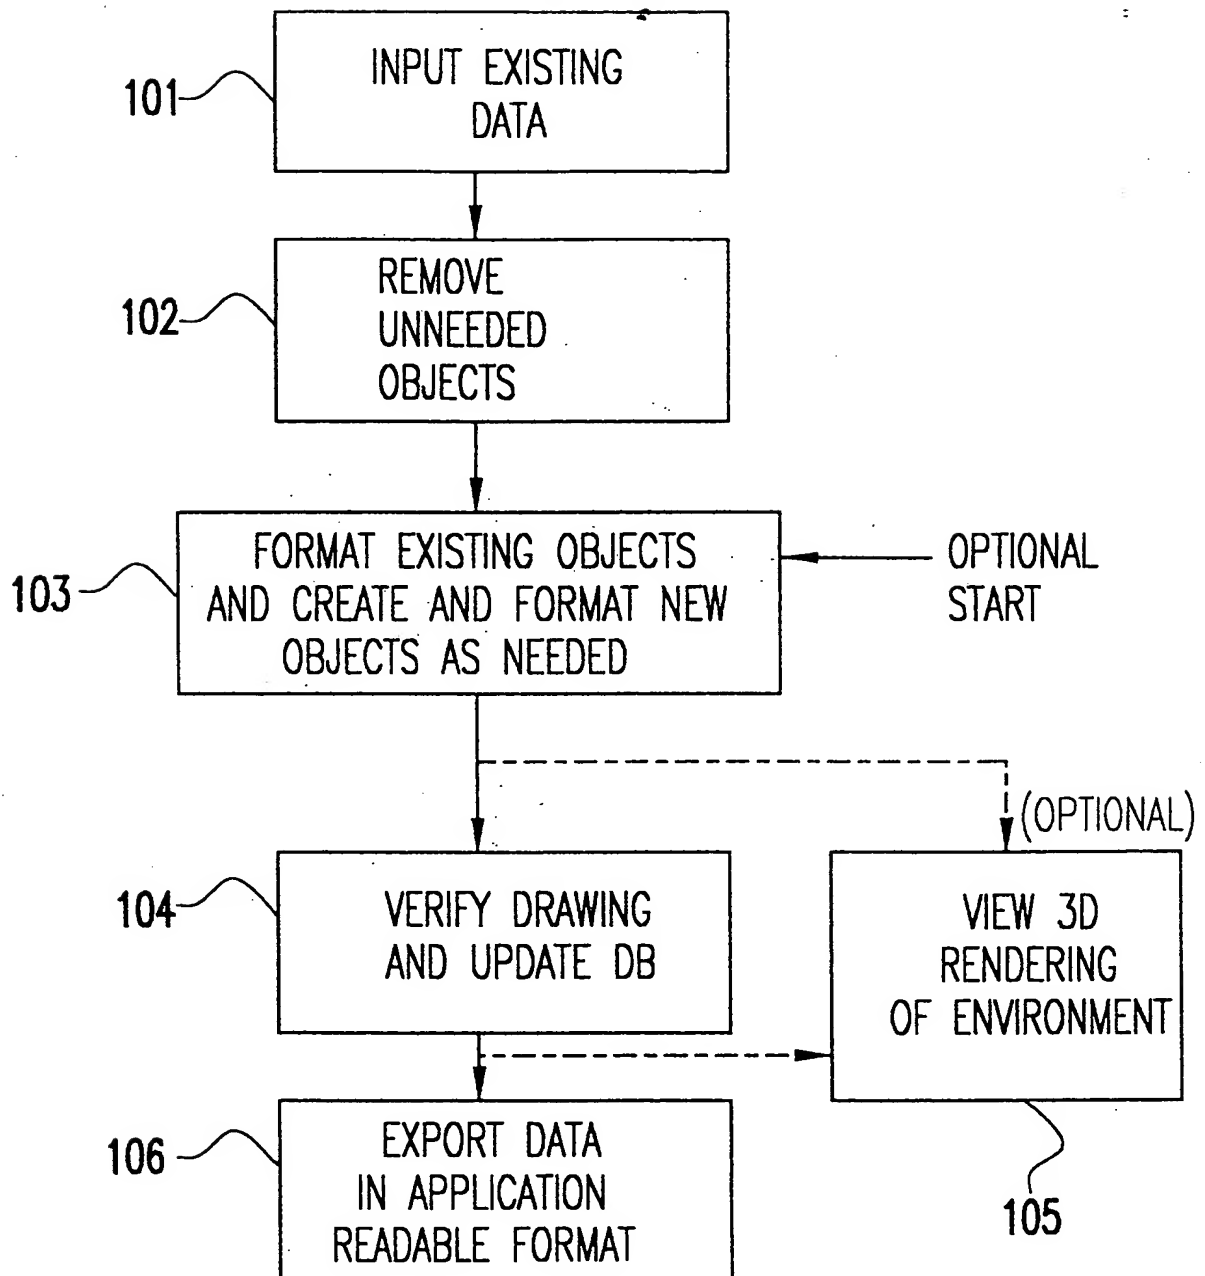 101
INPUT EXISTING
DATA
102
REMOVE
UNNEEDED
OBJECTS
103
FORMAT EXISTING OBJECTS
AND CREATE AND FORMAT NEW
OBJECTS AS NEEDED
OPTIONAL
START
104
VERIFY DRAWING
AND UPDATE DB
(OPTIONAL)
VIEW 3D
RENDERING
OF ENVIRONMENT
105
106
EXPORT DATA
IN APPLICATION
READABLE FORMAT